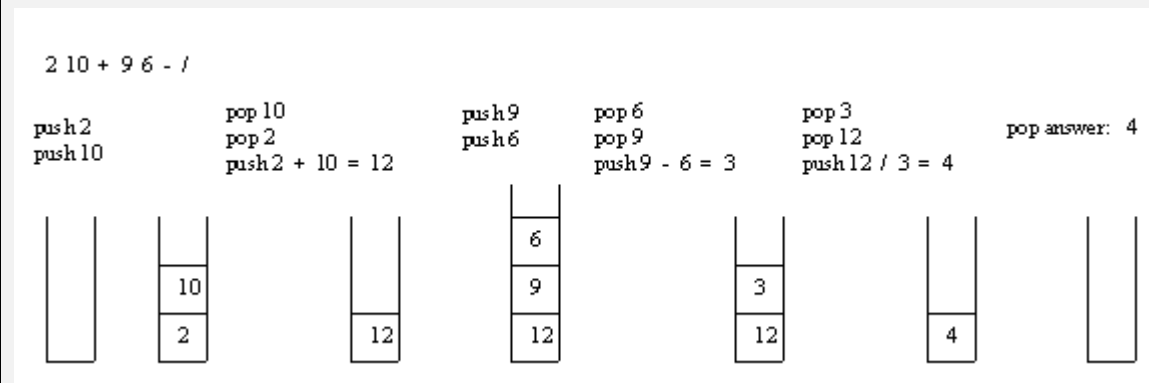 2 10 + 9 6 - /
push 2
push 10
pop 10
pop 2
push 2 + 10 = 12
push 9
push 6
pop 6
pop 9
push 9 - 6 = 3
pop 3
pop 12
push 12 / 3 = 4
pop answer: 4
10
2
12
6
9
12
3
12
4